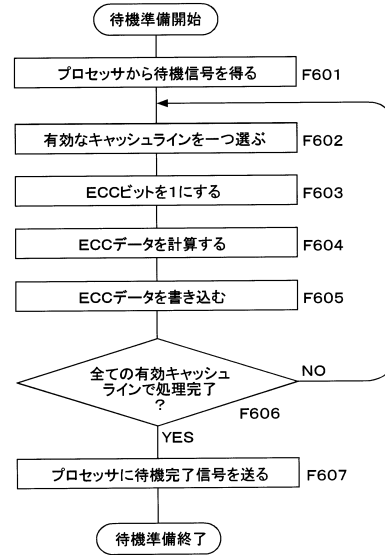 待機準備開始
プロセッサから待機信号を得る
F601
有効なキャッシュラインを一つ選ぶ
F602
ECCビットを1にする
F603
ECCデータを計算する
F604
ECCデータを書き込む
F605
全ての有効キャッシュ
ラインで処理完了
?
NO
F606
YES
プロセッサに待機完了信号を送る
F607
待機準備終了